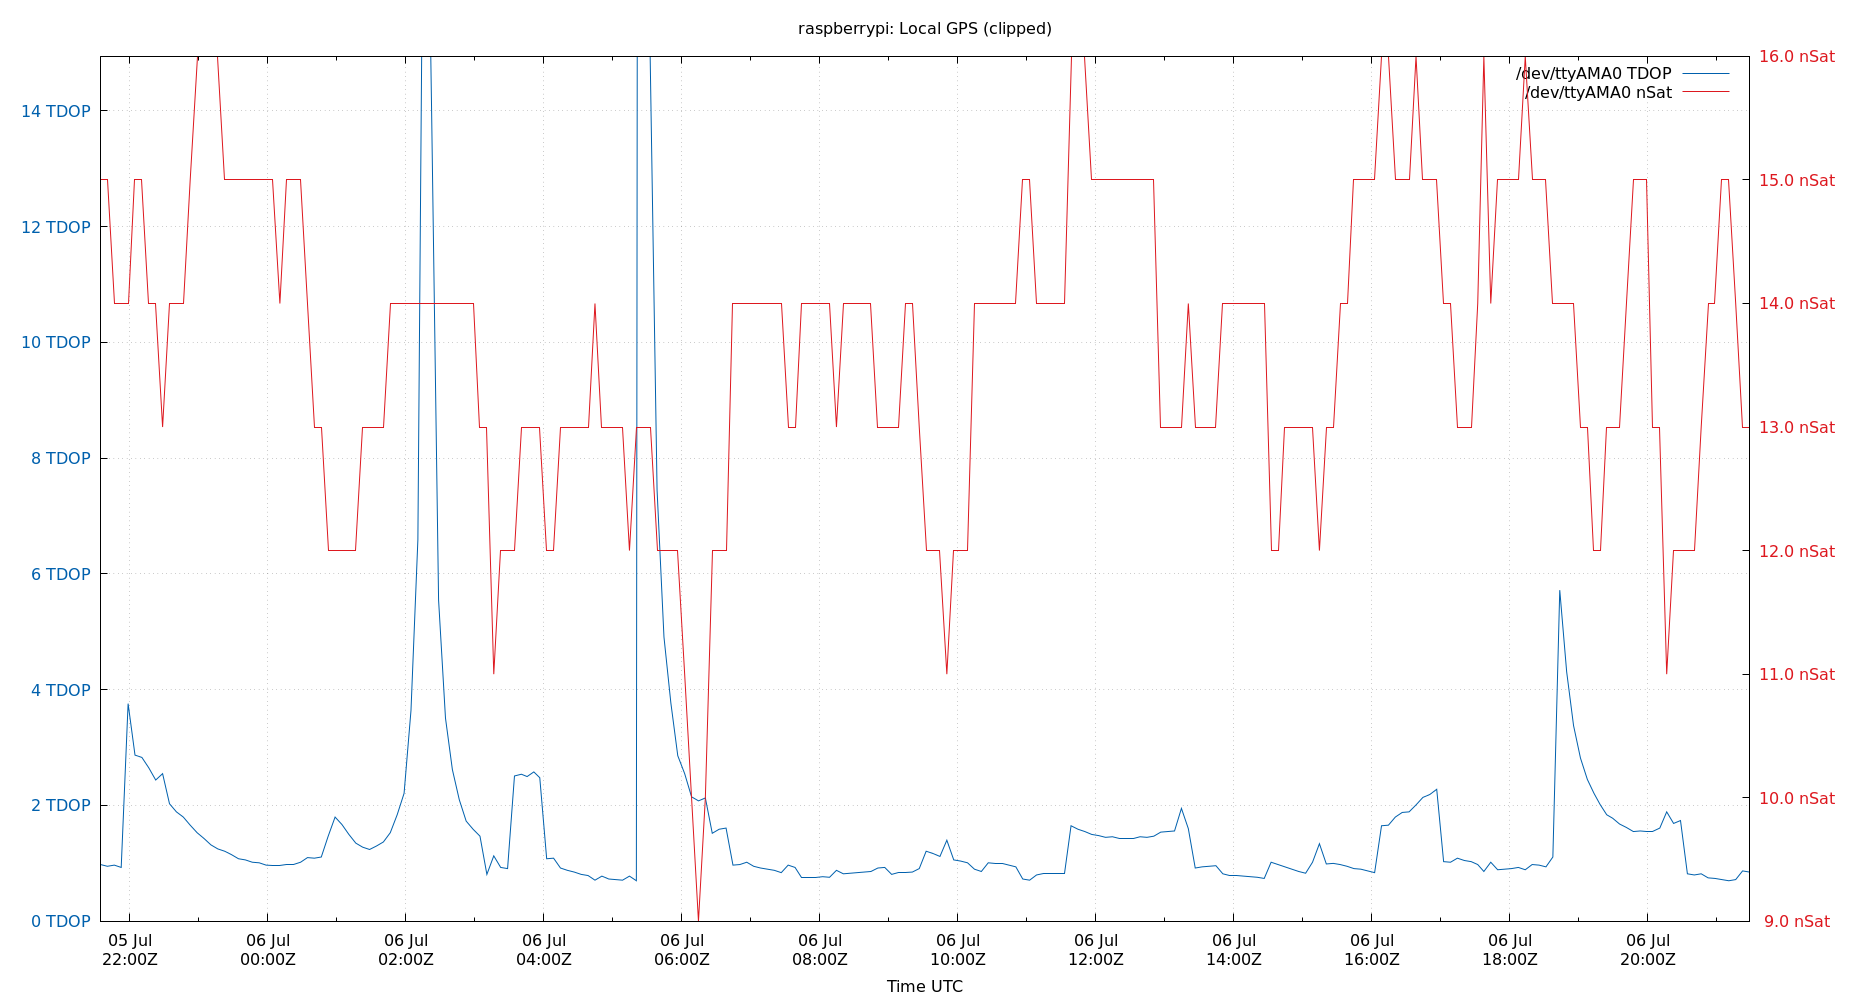 raspberrypi: Local GPS (clipped)
/dev/ttyAMA0 TDOP
/dev/ttyAMA0 nSat
14 TDOP
12 TDOP
10 TDOP
8 TDOP
6 TDOP
4 TDOP
2 TDOP
0 TDOP
16.0 nSat
15.0 nSat
14.0 nSat
13.0 nSat
12.0 nSat
11.0 nSat
10.0 nSat
9.0 nSat
05 Jul
22:00Z
06 Jul
00:00Z
06 Jul
02:00Z
06 Jul
04:00Z
06 Jul
06:00Z
06 Jul
08:00Z
06 Jul
10:00Z
06 Jul
12:00Z
06 Jul
14:00Z
06 Jul
16:00Z
06 Jul
18:00Z
06 Jul
20:00Z
Time UTC